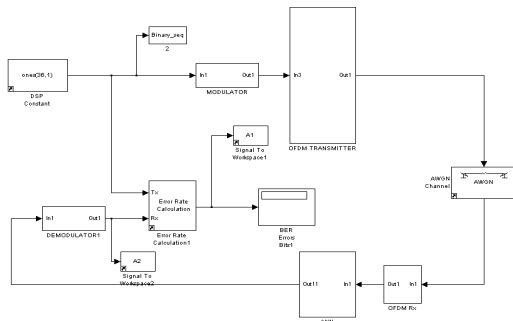 Binary_seq
2
ones(36,1)
DSP
Constant
In1
Out1
MODULATOR
In3
Out1
OFDM TRANSMITTER
A1
Signal To
Workspace1
AWGN
Channel
AWGN
Tx
Rx
Error Rate
Calculation
Error Rate
Calculation1
BER
Errors
Bits1
In1
Out1
DEMODULATOR1
A2
Signal To
Workspace2
Out11
In1
Out1
In1
OFDM Rx